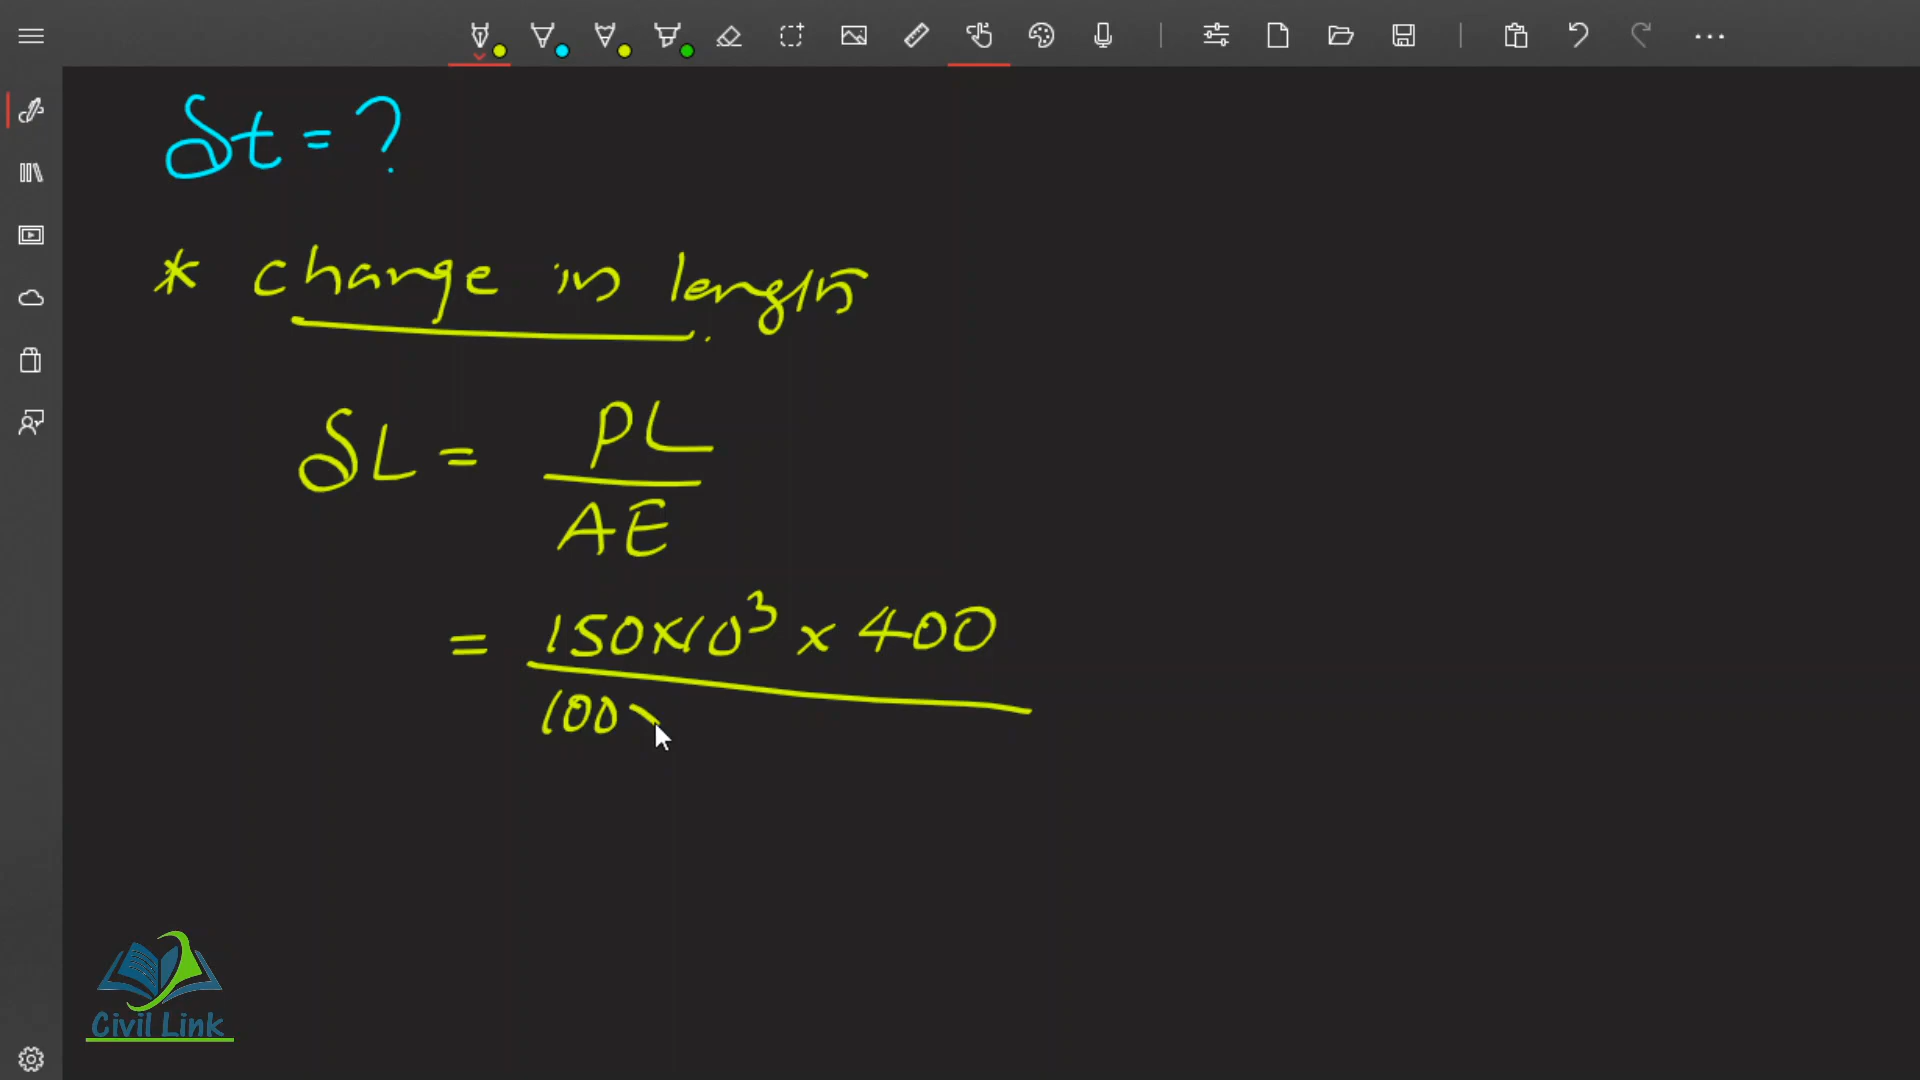 δt = ?
* change in length
δL = PL
AE
= 150×10³ × 400
100 ×
Civil Link